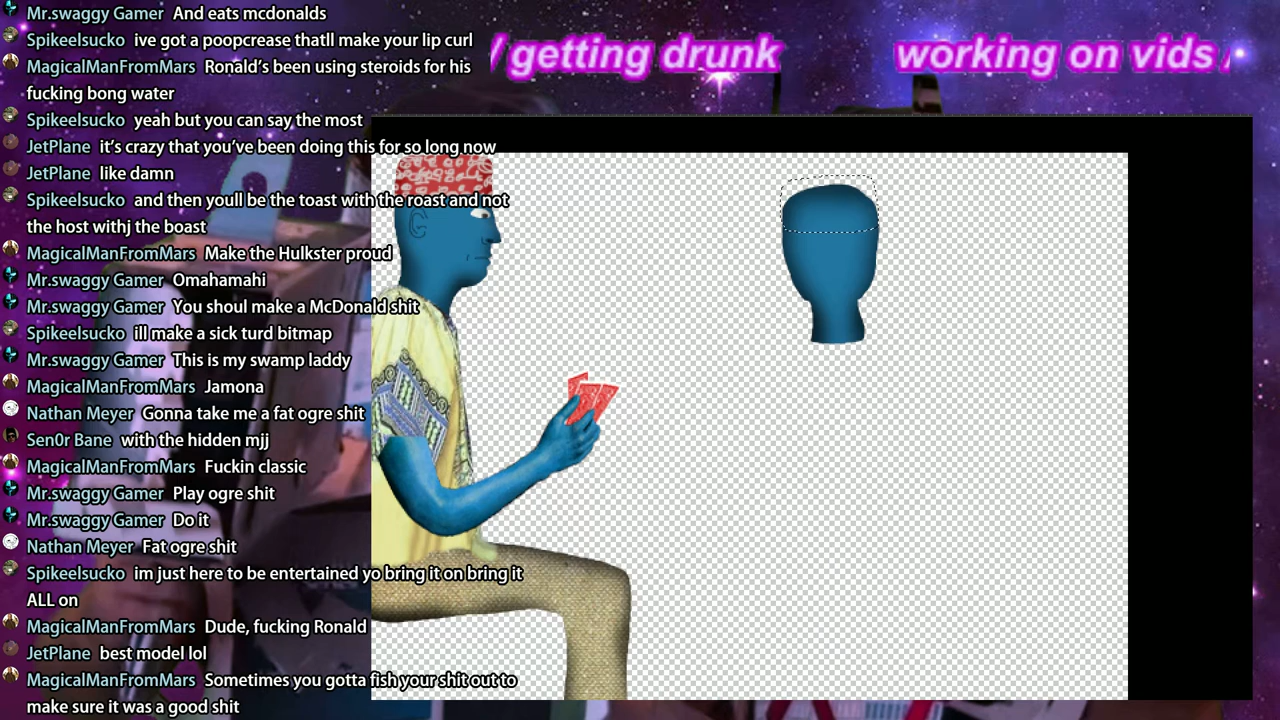 / getting drunk working on vids /
Mr.swaggy Gamer And eats mcdonalds
Spikeelsucko ive got a poopcrease thatll make your lip curl
MagicalManFromMars Ronald's been using steroids for his
fucking bong water
Spikeelsucko yeah but you can say the most
JetPlane it's crazy that you've been doing this for so long now
JetPlane like damn
Spikeelsucko and then youll be the toast with the roast and not
the host withj the boast
MagicalManFromMars Make the Hulkster proud
Mr.swaggy Gamer Omahamahi
Mr.swaggy Gamer You shoul make a McDonald shit
Spikeelsucko ill make a sick turd bitmap
Mr.swaggy Gamer This is my swamp laddy
MagicalManFromMars Jamona
Nathan Meyer Gonna take me a fat ogre shit
Sen0r Bane with the hidden mjj
MagicalManFromMars Fuckin classic
Mr.swaggy Gamer Play ogre shit
Mr.swaggy Gamer Do it
Nathan Meyer Fat ogre shit
Spikeelsucko im just here to be entertained yo bring it on bring it
ALL on
MagicalManFromMars Dude, fucking Ronald
JetPlane best model lol
MagicalManFromMars Sometimes you gotta fish your shit out to
make sure it was a good shit